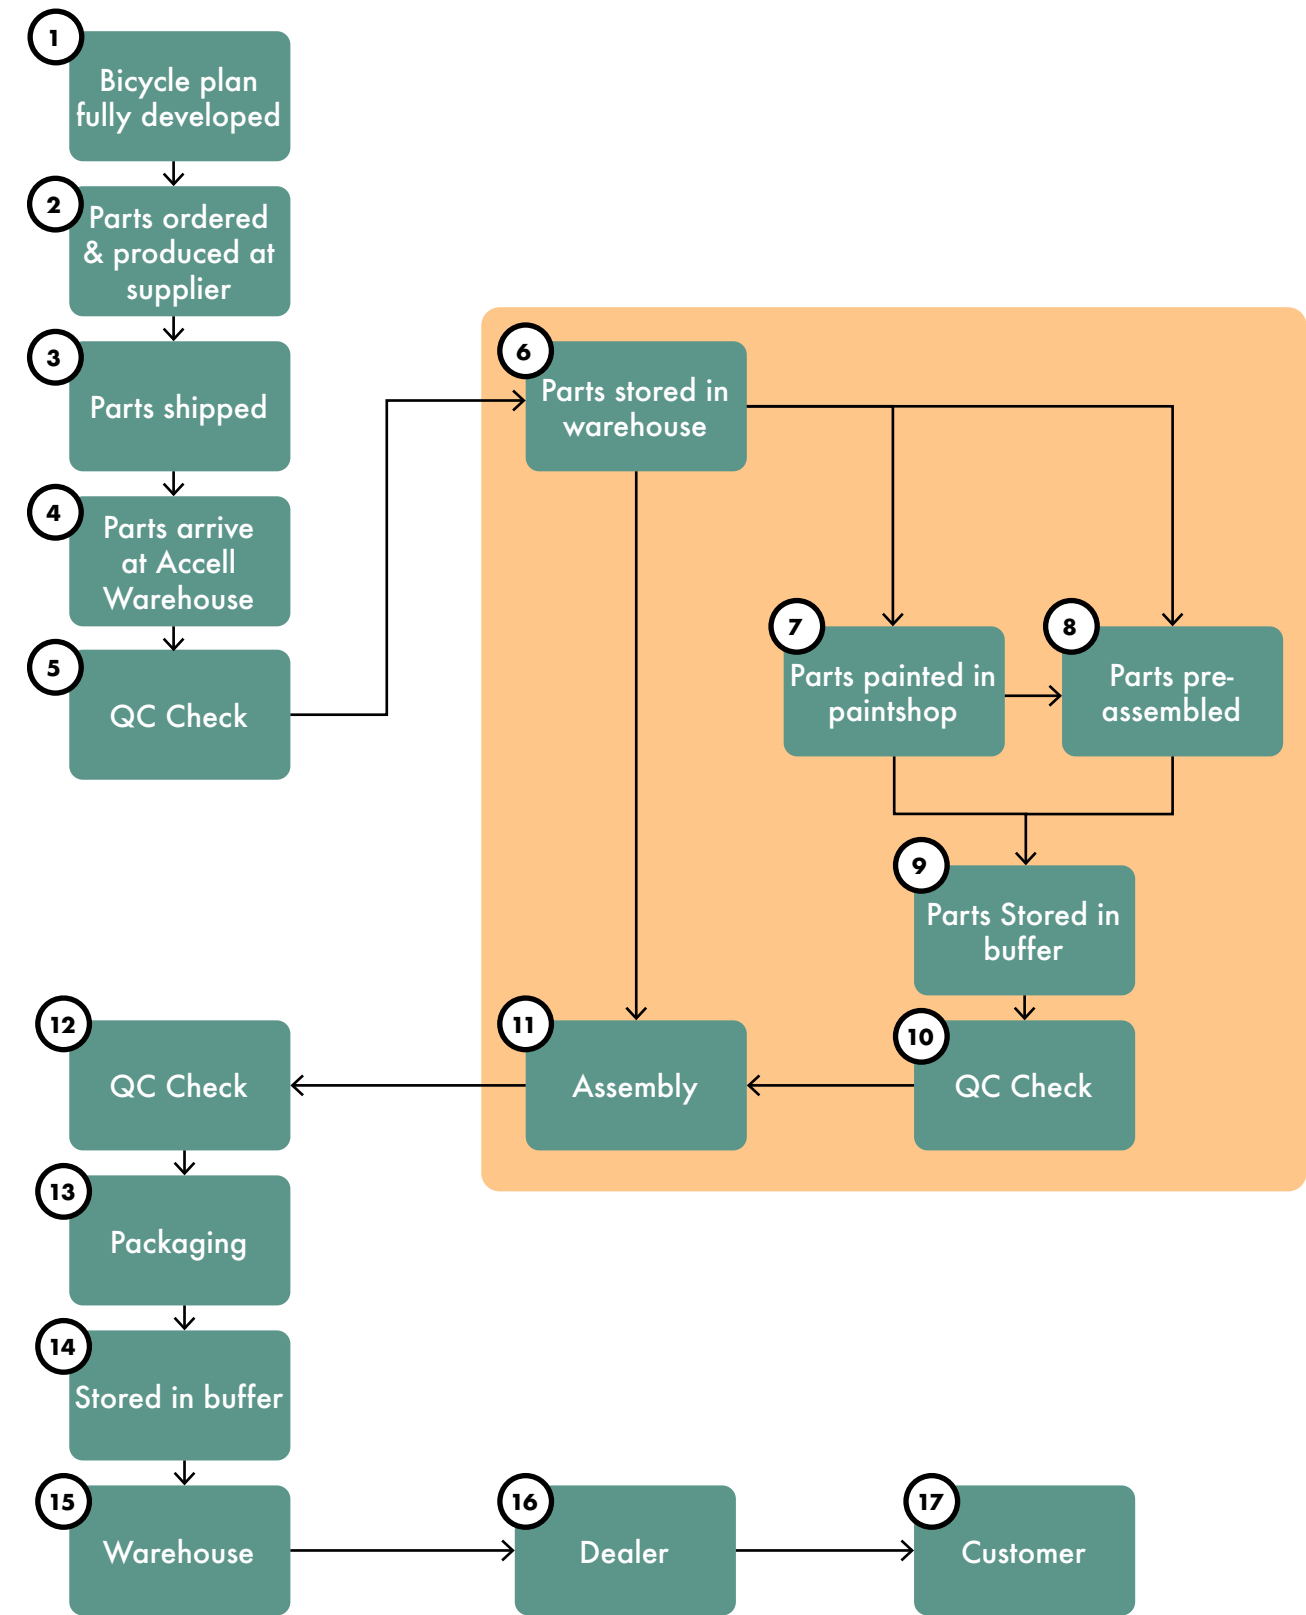 1
Bicycle plan
fully developed
2
Parts ordered
& produced at
supplier
3
Parts shipped
4
Parts arrive
at Accell
Warehouse
5
QC Check
6
Parts stored in
warehouse
7
Parts painted in
paintshop
8
Parts pre-
assembled
9
Parts Stored in
buffer
10
QC Check
11
Assembly
12
QC Check
13
Packaging
14
Stored in buffer
15
Warehouse
16
Dealer
17
Customer